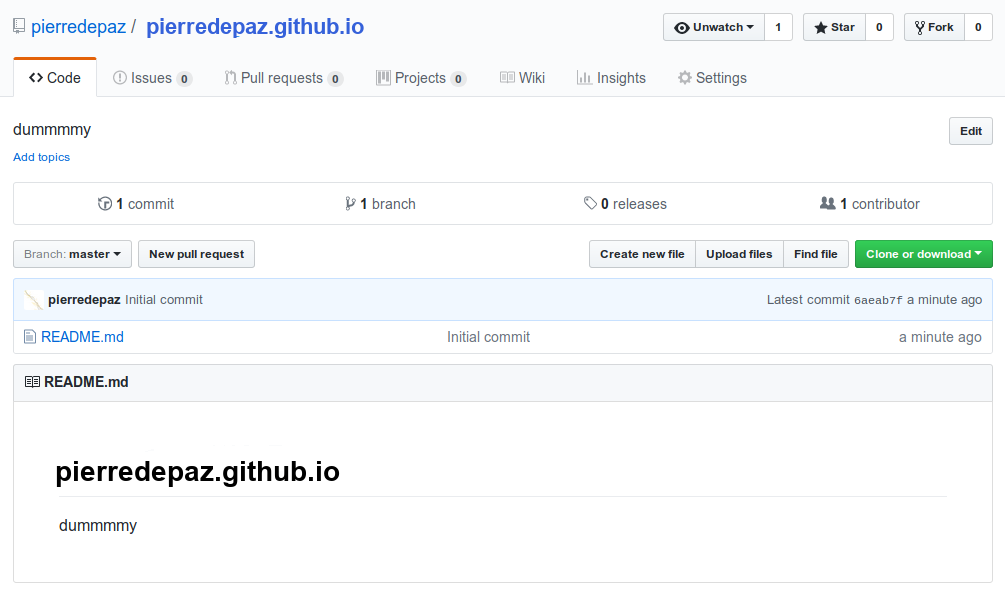 pierredepaz / pierredepaz.github.io Unwatch 1 Star 0 Fork 0
Code Issues 0 Pull requests 0 Projects 0 Wiki Insights Settings
dummmmy Edit
Add topics
1 commit 1 branch 0 releases 1 contributor
Branch: master New pull request Create new file Upload files Find file Clone or download
pierredepaz Initial commit Latest commit 6aeab7f a minute ago
README.md Initial commit a minute ago
README.md
pierredepaz.github.io
dummmmy